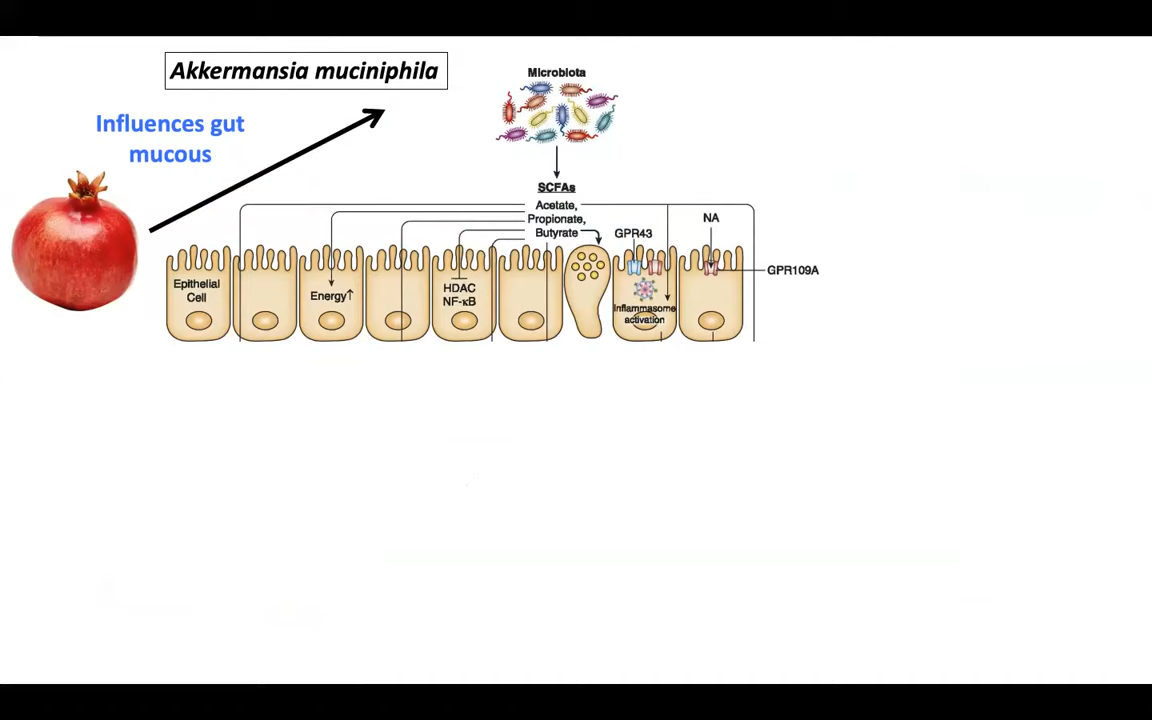 Akkermansia muciniphila
Influences gut
mucous
Microbiota
SCFAs
Acetate,
Propionate,
Butyrate
GPR43
NA
GPR109A
Epithelial
Cell
Energy↑
HDAC
NF-κB
Inflammasome
activation